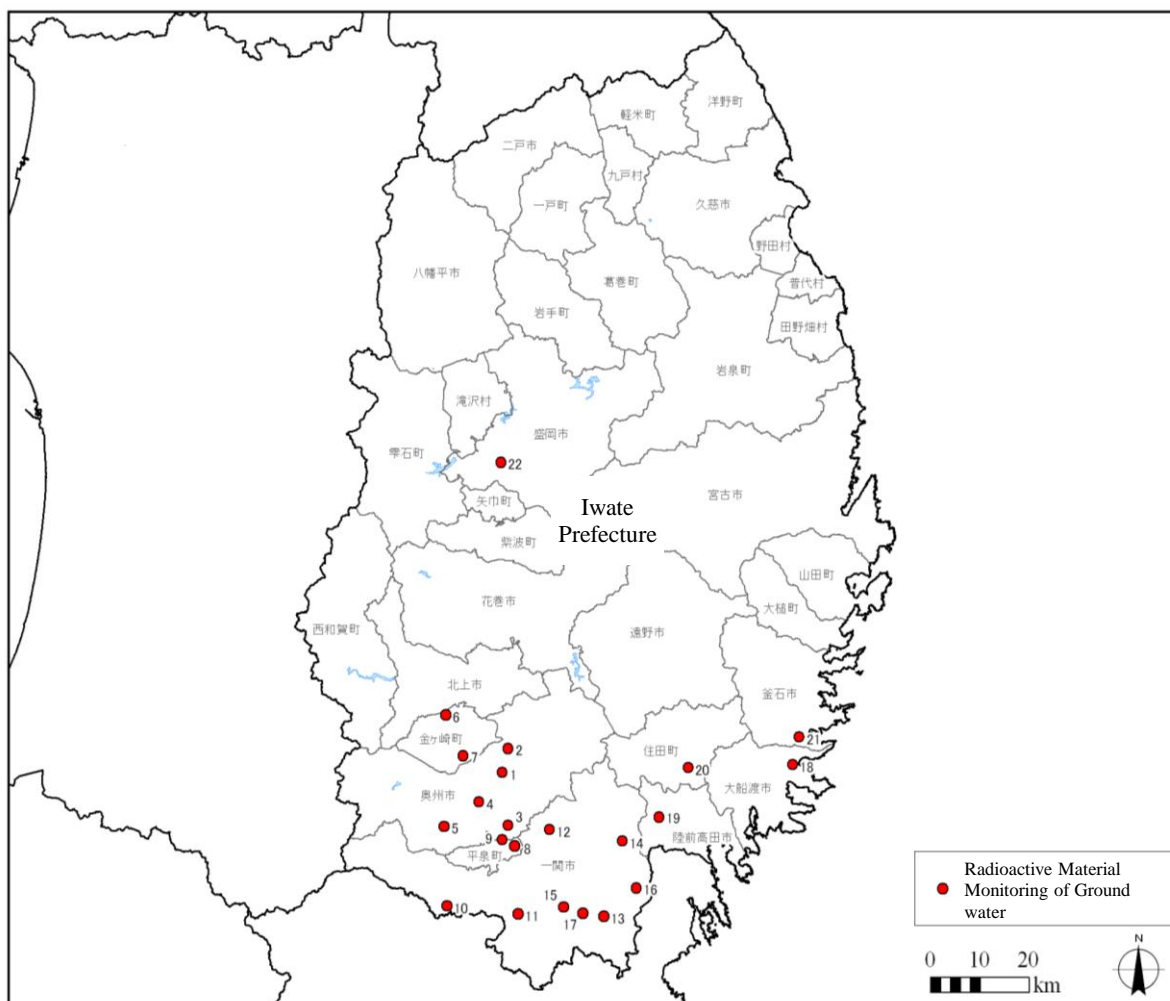 洋野町
軽米町
二戸市
九戸村
一戸町
久慈市
野田村
八幡平市
葛巻町
普代村
岩手町
田野畑村
岩泉町
滝沢村
盛岡市
雫石町
22
矢巾町
宮古市
Iwate
Prefecture
紫波町
山田町
花巻市
大槌町
西和賀町
遠野市
北上市
釜石市
6
金ヶ崎町
21
2
住田町
7
18
20
1
大船渡市
奥州市
4
19
3
5
12
陸前高田市
9
14
8
平泉町
一関市
16
15
10
11
17
13
Radioactive Material
Monitoring of Ground
water
N
0 10 20
km